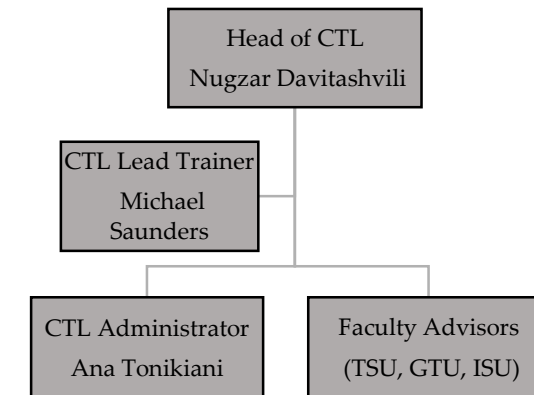 Head of CTL
Nugzar Davitashvili
CTL Lead Trainer
Michael
Saunders
CTL Administrator
Ana Tonikiani
Faculty Advisors
(TSU, GTU, ISU)